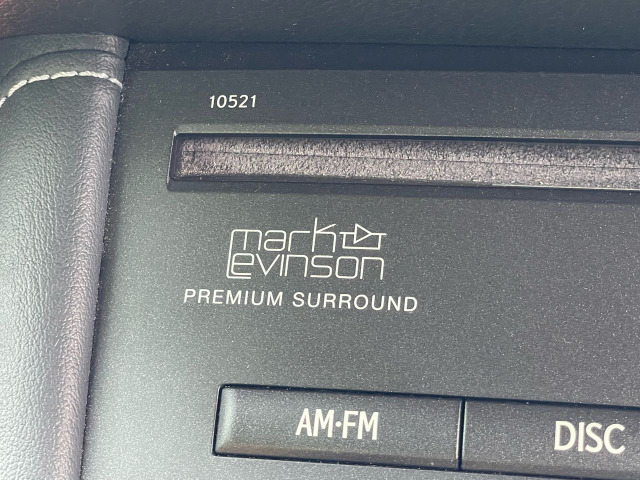 10521
mark
Levinson
PREMIUM SURROUND
AM·FM
DISC